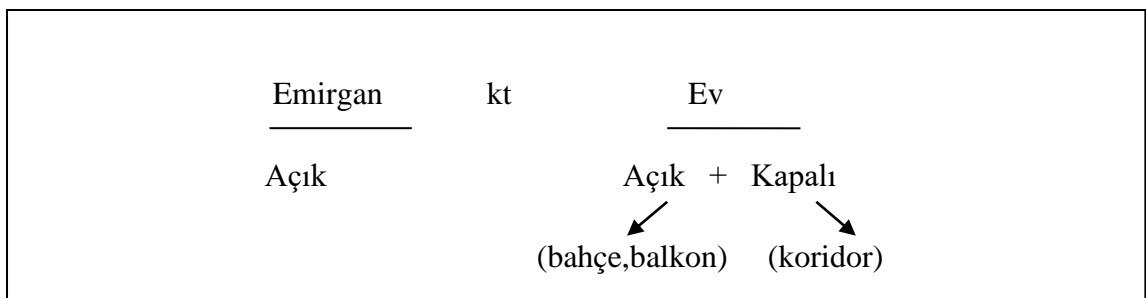 Emirgan kt Ev
Açık Açık + Kapalı
(bahçe,balkon) (koridor)